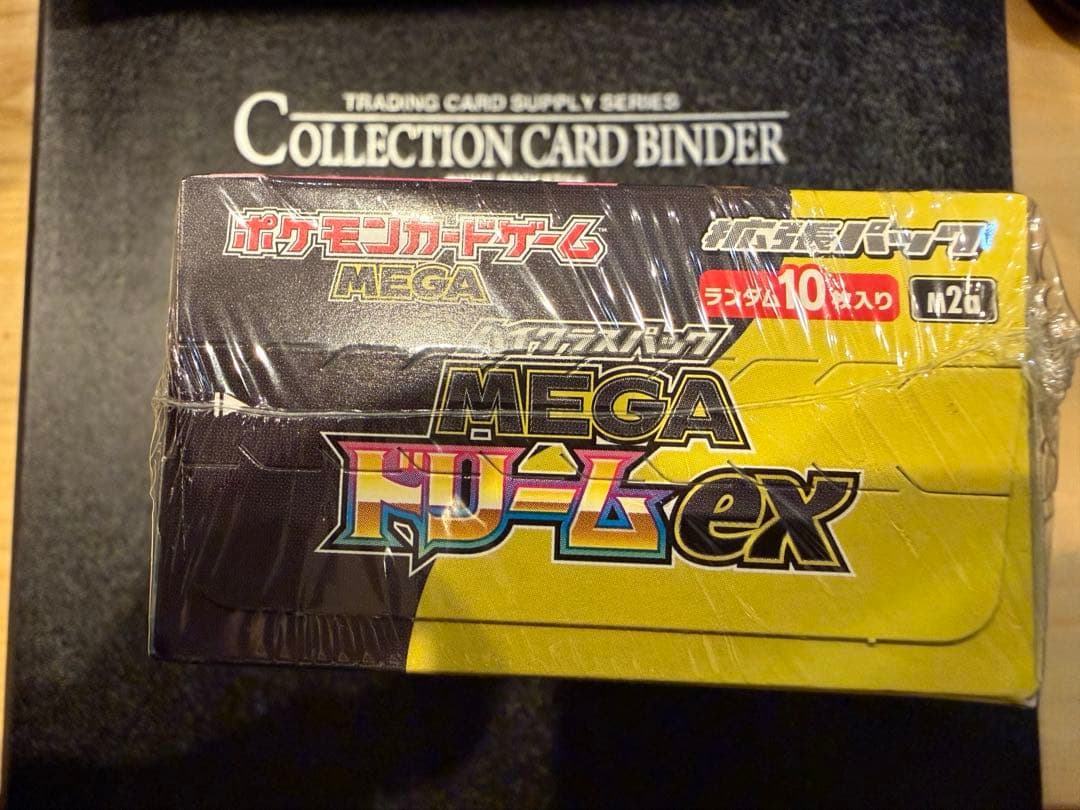 TRADING CARD SUPPLY SERIES
COLLECTION CARD BINDER
ポケモンカードゲーム™
MEGA
拡張パック
ランダム10枚入り
M2a
ハイクラスパック
MEGA
ドリームex